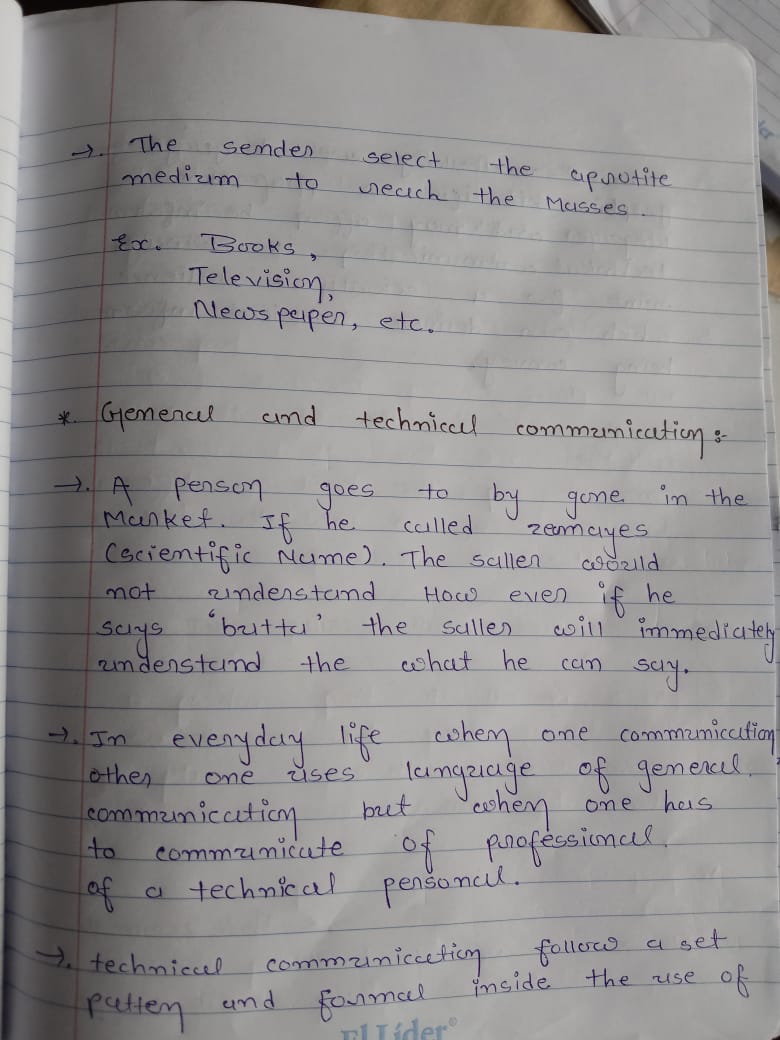 →. The sender select the aprotite
medium to reach the Masses.
Ex. Books,
Television,
News paper, etc.
*. General and technical communication :-
→. A person goes to by gone in the
Market. If he called zeamayes
(scientific Name). The saller would
not understand How ever if he
says 'butta' the saller will immediately
understand the what he can say.
→. In everyday life when one communication
other one uses language of general.
communication but when one has
to communicate of professional.
of a technical personal.
→. technical communication follow a set
patten and formal inside the use of
El Líder®